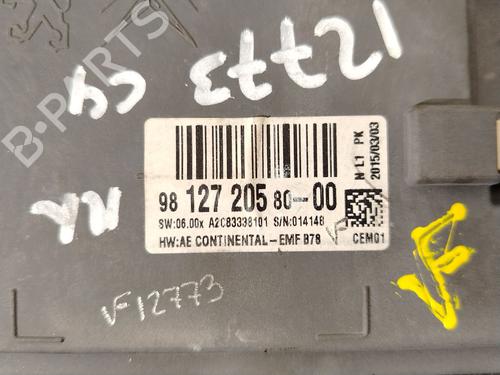 12773
59
B-PARTS
N L1 PK
2015/03/03
98 127 205 80-00
SW:06.00x A2C83338101 S/N:014148
HW:AE CONTINENTAL-EMF B78
CEM01
VF12773